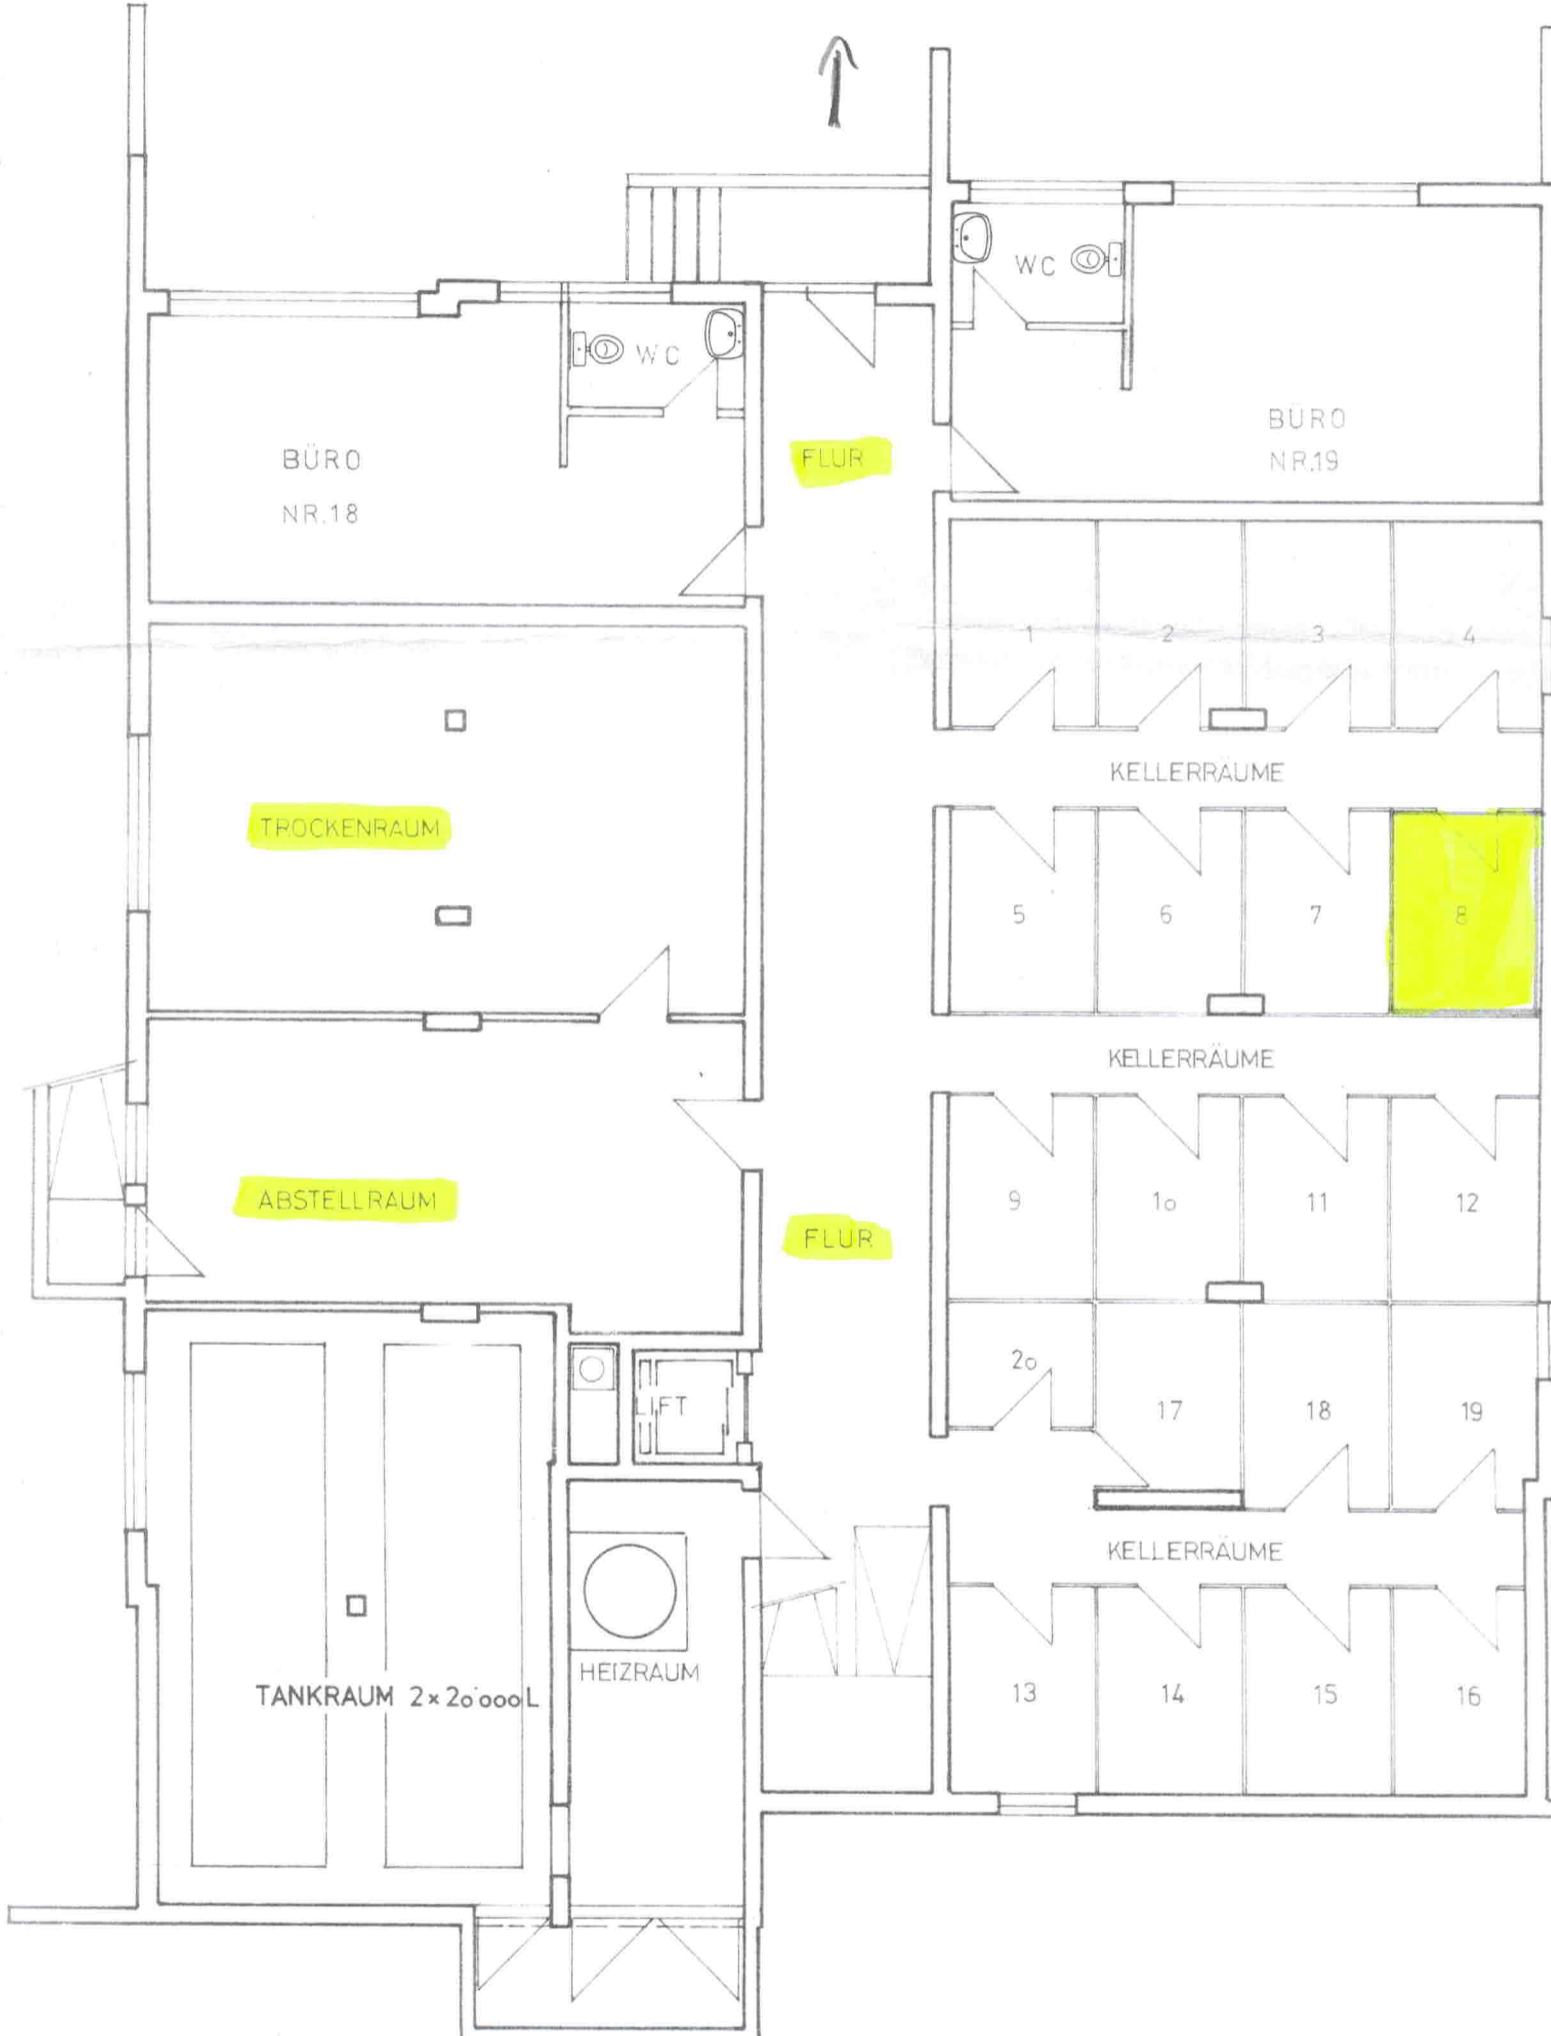 WC
WC
BÜRO
NR.19
BÜRO
NR.18
FLUR
1
2
3
4
KELLERRÄUME
TROCKENRAUM
5
6
7
8
KELLERRÄUME
ABSTELLRAUM
FLUR
9
1o
11
12
2o
LIFT
17
18
19
KELLERRÄUME
HEIZRAUM
TANKRAUM 2×2o'oooL
13
14
15
16